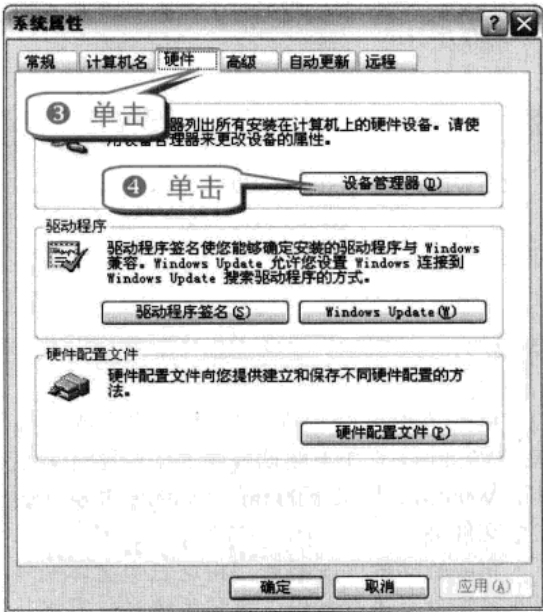 系统属性
常规 计算机名 硬件 高级 自动更新 远程
❸ 单击
器列出所有安装在计算机上的硬件设备。请使
用设备管理器来更改设备的属性。
❹ 单击
设备管理器(D)
驱动程序
驱动程序签名使您能够确定安装的驱动程序与 Windows
兼容。Windows Update 允许您设置 Windows 连接到
Windows Update 搜索驱动程序的方式。
驱动程序签名(S) Windows Update(W)
硬件配置文件
硬件配置文件向您提供建立和保存不同硬件配置的方
法。
硬件配置文件(P)
确定 取消 应用(A)